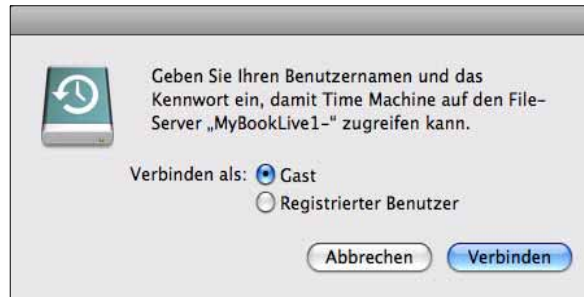 Geben Sie Ihren Benutzernamen und das
Kennwort ein, damit Time Machine auf den File-
Server „MyBookLive1-“ zugreifen kann.
Verbinden als: Gast
Registrierter Benutzer
Abbrechen Verbinden